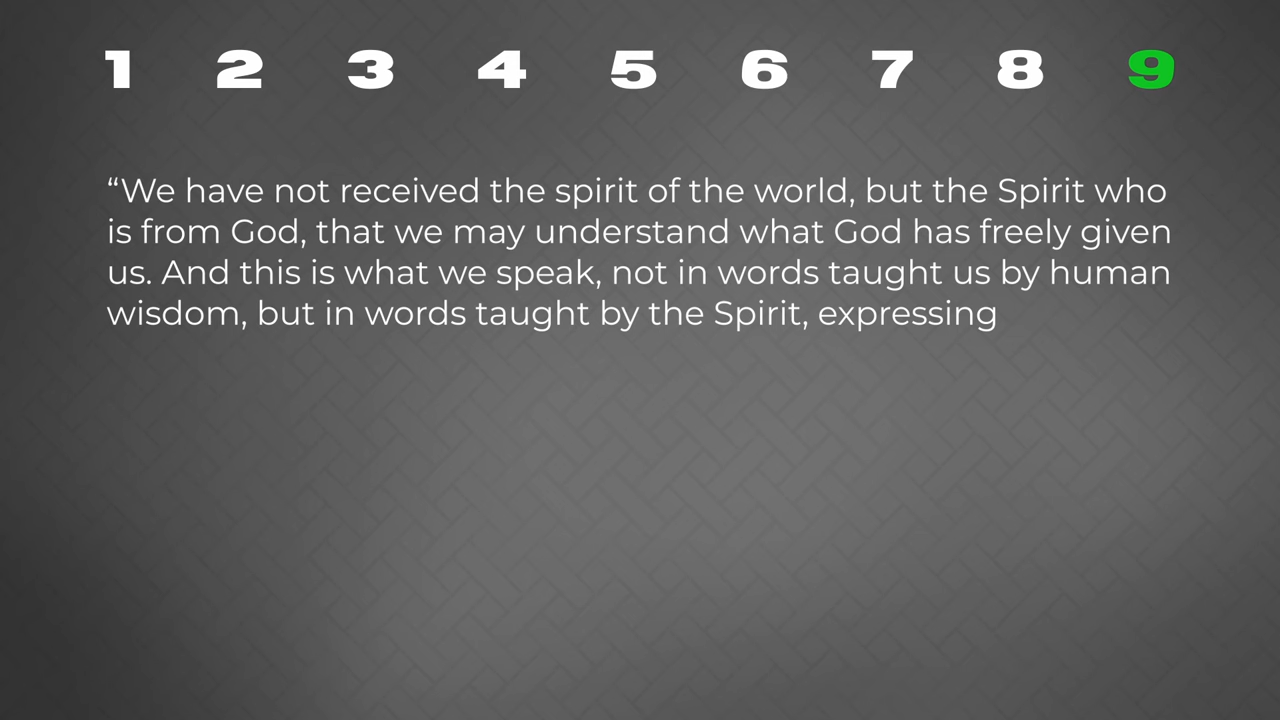 1 2 3 4 5 6 7 8 9
“We have not received the spirit of the world, but the Spirit who
is from God, that we may understand what God has freely given
us. And this is what we speak, not in words taught us by human
wisdom, but in words taught by the Spirit, expressing